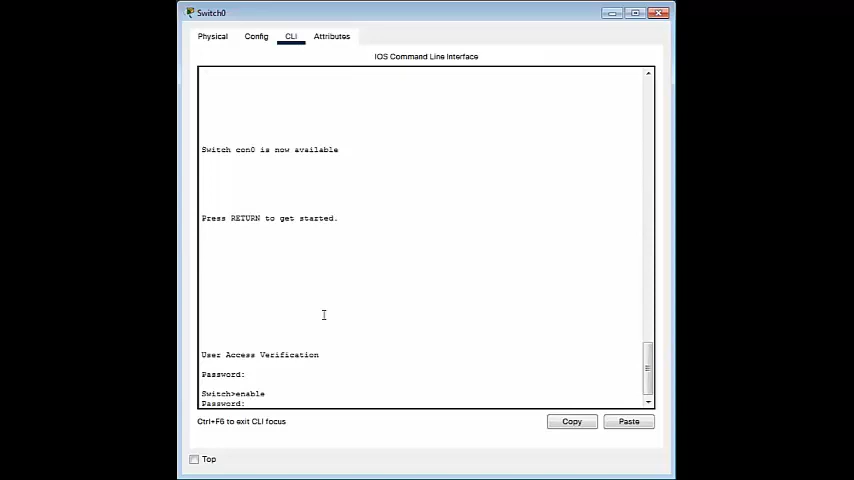 Switch0
Physical Config CLI Attributes
IOS Command Line Interface
Switch con0 is now available
Press RETURN to get started.
User Access Verification
Password:
Switch>enable
Password:
Ctrl+F6 to exit CLI focus
Copy Paste
Top